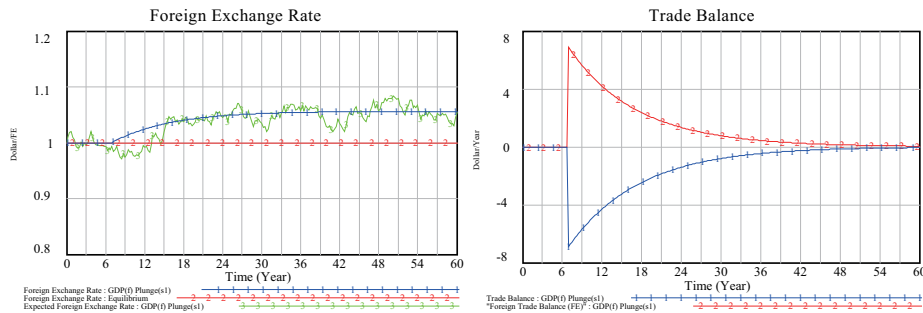 Foreign Exchange Rate
1.2
1.1
1
0.9
0.8
Dollar/FE
0 6 12 18 24 30 36 42 48 54 60
Time (Year)
Foreign Exchange Rate : GDP(f) Plunge(s1)
Foreign Exchange Rate : Equilibrium
Expected Foreign Exchange Rate : GDP(f) Plunge(s1)
Trade Balance
8
4
0
-4
-8
Dollar/Year
0 6 12 18 24 30 36 42 48 54 60
Time (Year)
Trade Balance : GDP(f) Plunge(s1)
"Foreign Trade Balance (FE)" : GDP(f) Plunge(s1)